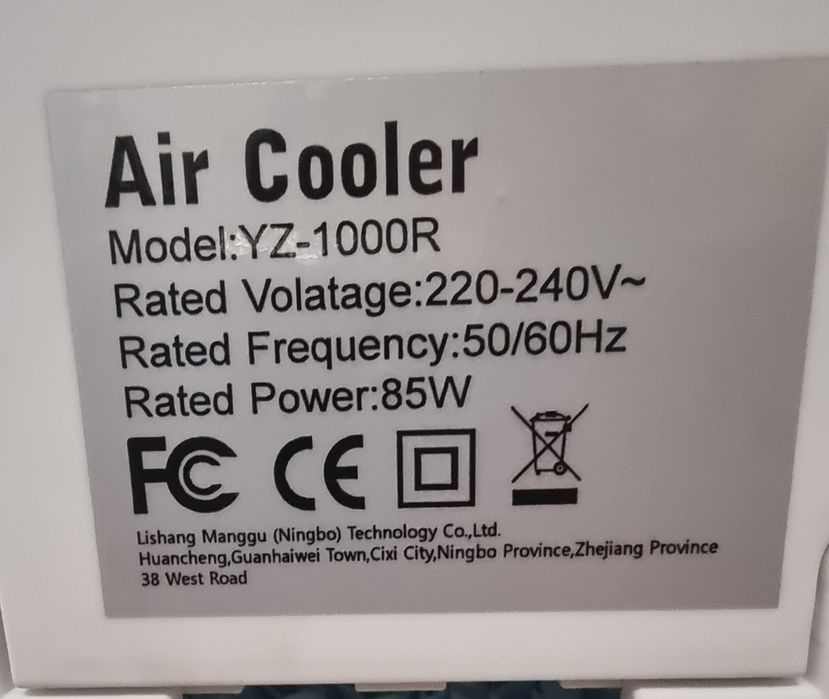 Air Cooler
Model:YZ-1000R
Rated Volatage:220-240V~
Rated Frequency:50/60Hz
Rated Power:85W
FC CE
Lishang Manggu (Ningbo) Technology Co.,Ltd.
Huancheng,Guanhaiwei Town,Cixi City,Ningbo Province,Zhejiang Province
38 West Road